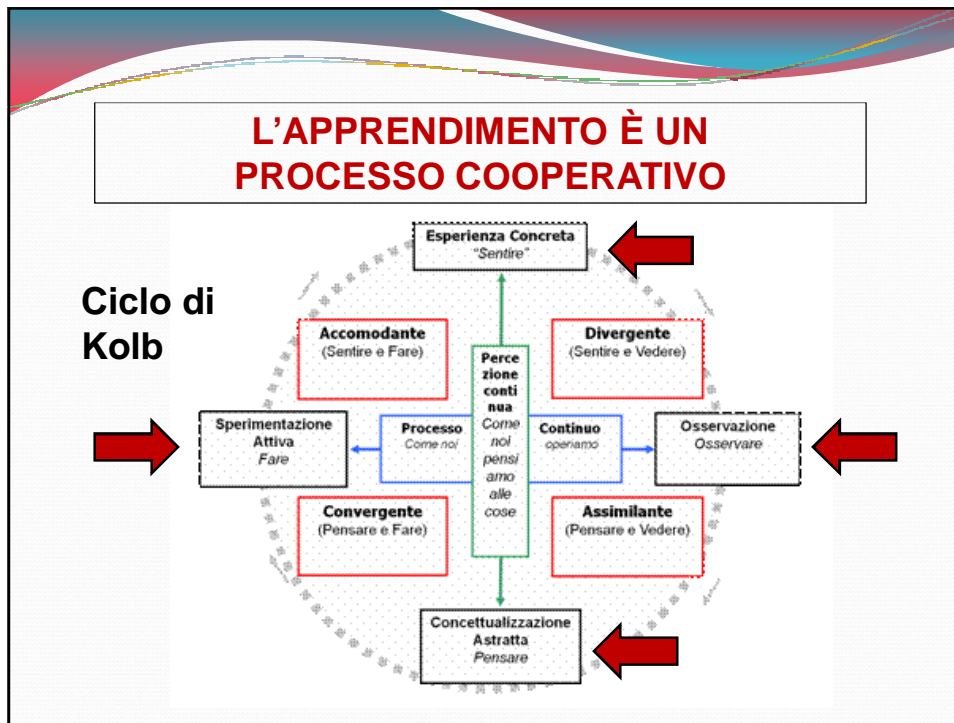 L'APPRENDIMENTO È UN
PROCESSO COOPERATIVO
Ciclo di
Kolb
Esperienza Concreta
"Sentire"
Accomodante
(Sentire e Fare)
Divergente
(Sentire e Vedere)
Sperimentazione
Attiva
Fare
Processo
Come noi
Perce
zione
conti
nua
Come
noi
pensi
amo
alle
cose
Continuo
operiamo
Osservazione
Osservare
Convergente
(Pensare e Fare)
Assimilante
(Pensare e Vedere)
Concettualizzazione
Astratta
Pensare